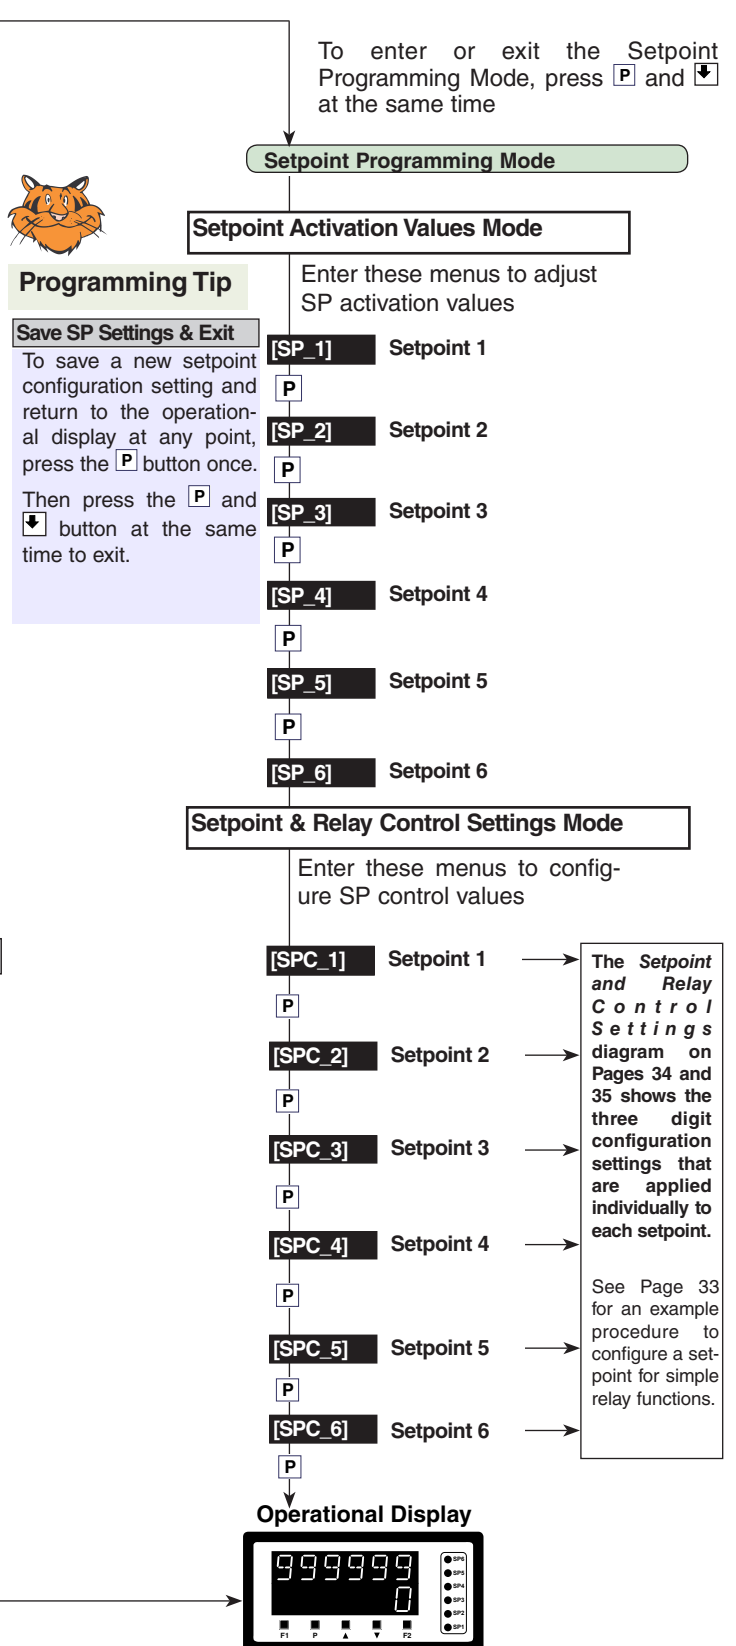 To enter or exit the Setpoint
Programming Mode, press P and 🡇
at the same time
Setpoint Programming Mode
Setpoint Activation Values Mode
Programming Tip
Enter these menus to adjust
SP activation values
Save SP Settings & Exit
To save a new setpoint
configuration setting and
return to the operation-
al display at any point,
press the P button once.
Then press the P and
🡇 button at the same
time to exit.
[SP_1] Setpoint 1
P
[SP_2] Setpoint 2
P
[SP_3] Setpoint 3
P
[SP_4] Setpoint 4
P
[SP_5] Setpoint 5
P
[SP_6] Setpoint 6
Setpoint & Relay Control Settings Mode
Enter these menus to config-
ure SP control values
[SPC_1] Setpoint 1
P
[SPC_2] Setpoint 2
P
[SPC_3] Setpoint 3
P
[SPC_4] Setpoint 4
P
[SPC_5] Setpoint 5
P
[SPC_6] Setpoint 6
P
The Setpoint
and Relay
Control
Settings
diagram on
Pages 34 and
35 shows the
three digit
configuration
settings that
are applied
individually to
each setpoint.
See Page 33
for an example
procedure to
configure a set-
point for simple
relay functions.
Operational Display
999999
0
SP6
SP5
SP4
SP3
SP2
SP1
F1 P ▲ ▼ F2